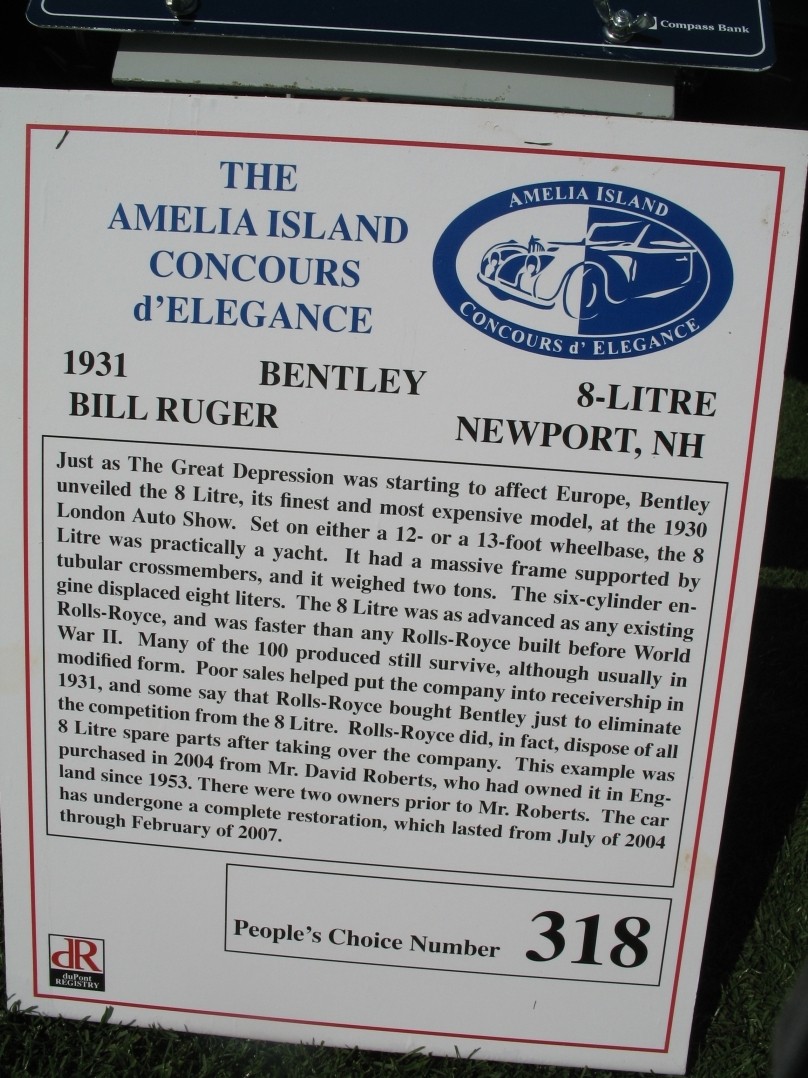 Compass Bank
THE
AMELIA ISLAND
CONCOURS
d'ELEGANCE
AMELIA ISLAND
CONCOURS d' ELEGANCE
1931 BENTLEY 8-LITRE
BILL RUGER NEWPORT, NH
Just as The Great Depression was starting to affect Europe, Bentley
unveiled the 8 Litre, its finest and most expensive model, at the 1930
London Auto Show. Set on either a 12- or a 13-foot wheelbase, the 8
Litre was practically a yacht. It had a massive frame supported by
tubular crossmembers, and it weighed two tons. The six-cylinder en-
gine displaced eight liters. The 8 Litre was as advanced as any existing
Rolls-Royce, and was faster than any Rolls-Royce built before World
War II. Many of the 100 produced still survive, although usually in
modified form. Poor sales helped put the company into receivership in
1931, and some say that Rolls-Royce bought Bentley just to eliminate
the competition from the 8 Litre. Rolls-Royce did, in fact, dispose of all
8 Litre spare parts after taking over the company. This example was
purchased in 2004 from Mr. David Roberts, who had owned it in Eng-
land since 1953. There were two owners prior to Mr. Roberts. The car
has undergone a complete restoration, which lasted from July of 2004
through February of 2007.
People's Choice Number 318
dR
duPont
REGISTRY